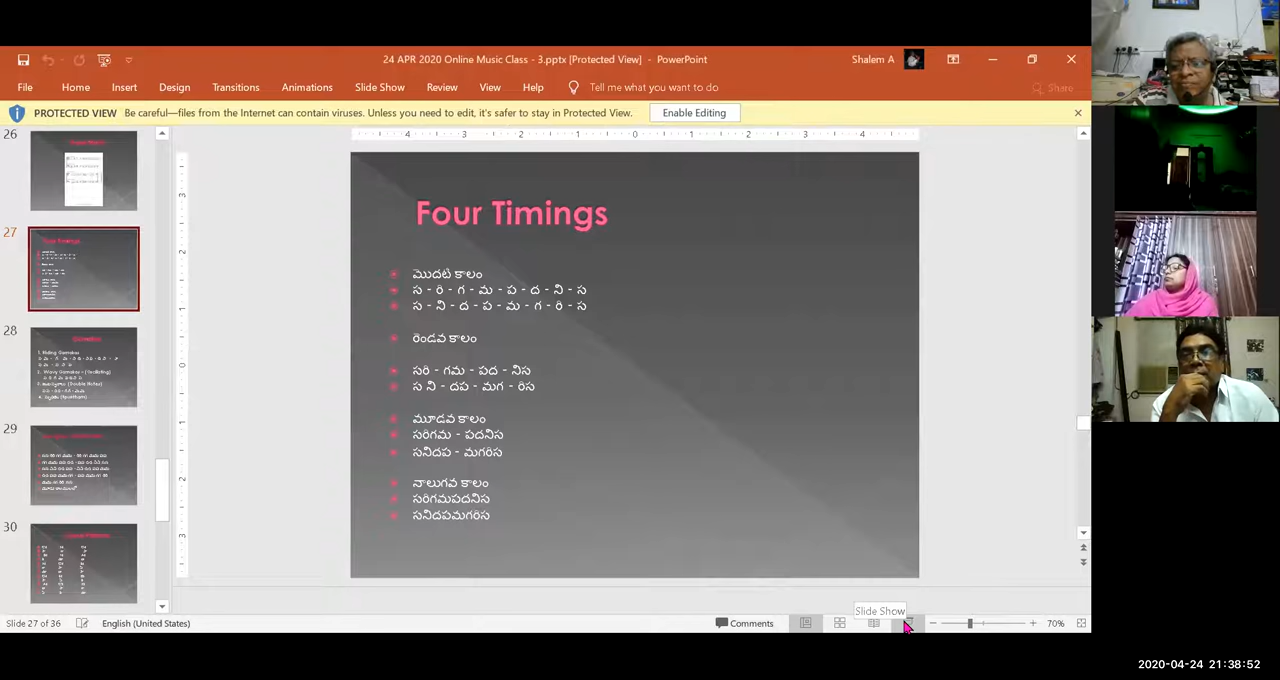 24 APR 2020 Online Music Class - 3.pptx [Protected View] - PowerPoint
Shalem A
File Home Insert Design Transitions Animations Slide Show Review View Help Tell me what you want to do Share
PROTECTED VIEW Be careful—files from the Internet can contain viruses. Unless you need to edit, it's safer to stay in Protected View. Enable Editing
26
27
28
29
30
Four Timings
మొదటి కాలం
స - రి - గ - మ - ప - ద - ని - స
స - ని - ద - ప - మ - గ - రి - స
రెండవ కాలం
సరి - గమ - పద - నిస
స ని - దప - మగ - రిస
మూడవ కాలం
సరిగమ - పదనిస
సనిదప - మగరిస
నాలుగవ కాలం
సరిగమపదనిస
సనిదపమగరిస
Slide Show
Slide 27 of 36 English (United States) Comments 70%
2020-04-24 21:38:52